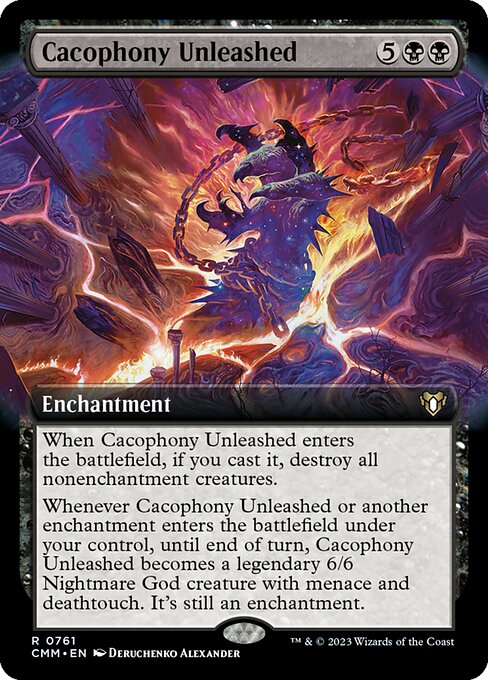 Cacophony Unleashed 5
Enchantment
When Cacophony Unleashed enters
the battlefield, if you cast it, destroy all
nonenchantment creatures.
Whenever Cacophony Unleashed or another
enchantment enters the battlefield under
your control, until end of turn, Cacophony
Unleashed becomes a legendary 6/6
Nightmare God creature with menace and
deathtouch. It's still an enchantment.
R 0761
CMM • EN Deruchenko Alexander
™ & © 2023 Wizards of the Coast